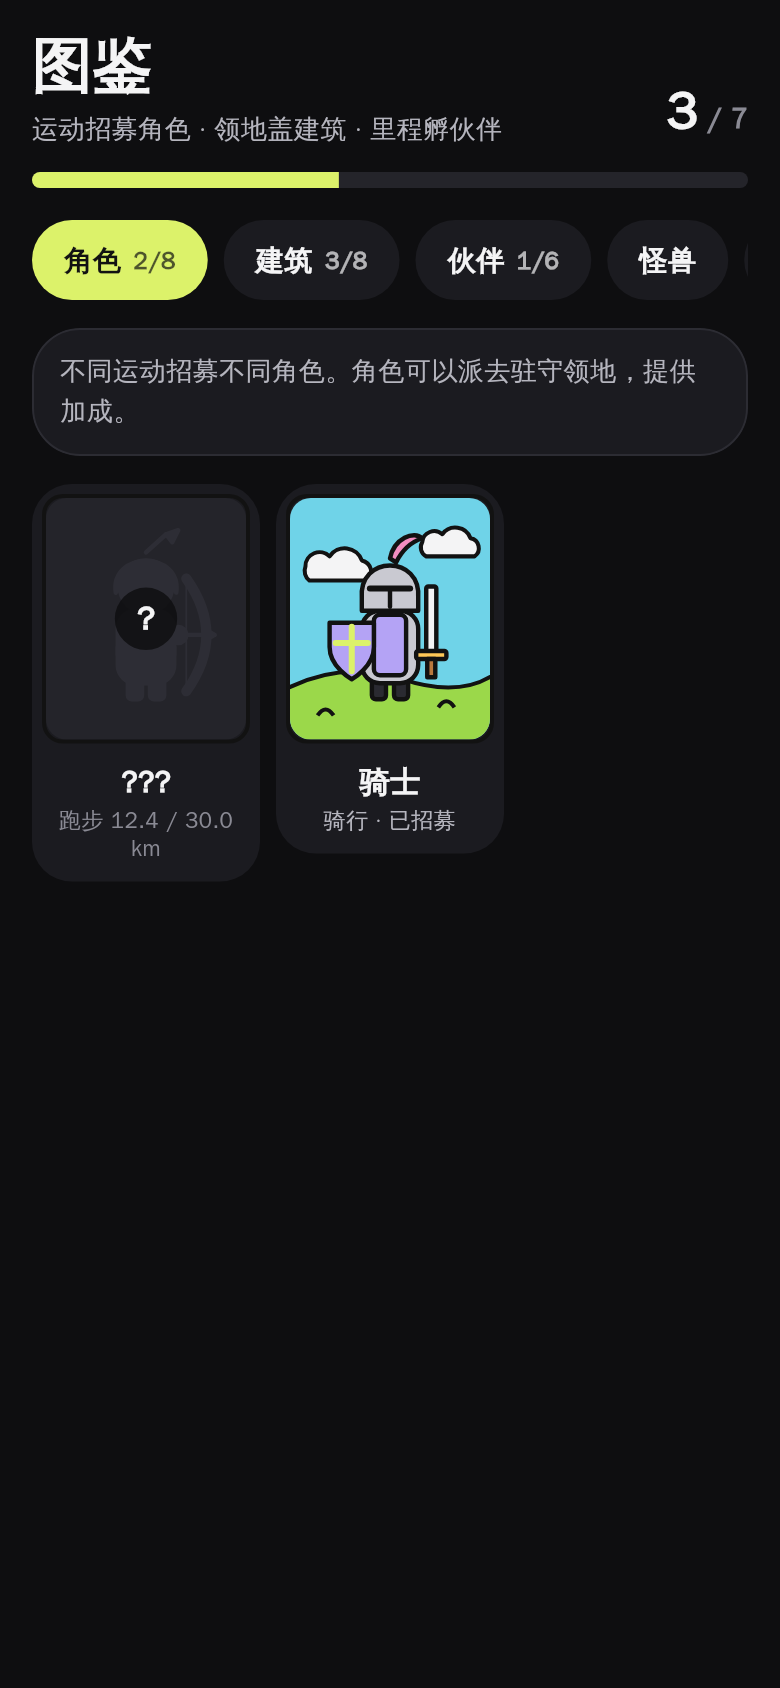 图鉴
运动招募角色 · 领地盖建筑 · 里程孵伙伴
3 / 7
角色 2/8
建筑 3/8
伙伴 1/6
怪兽
不同运动招募不同角色。角色可以派去驻守领地，提供
加成。
?
???
跑步 12.4 / 30.0
km
骑士
骑行 · 已招募